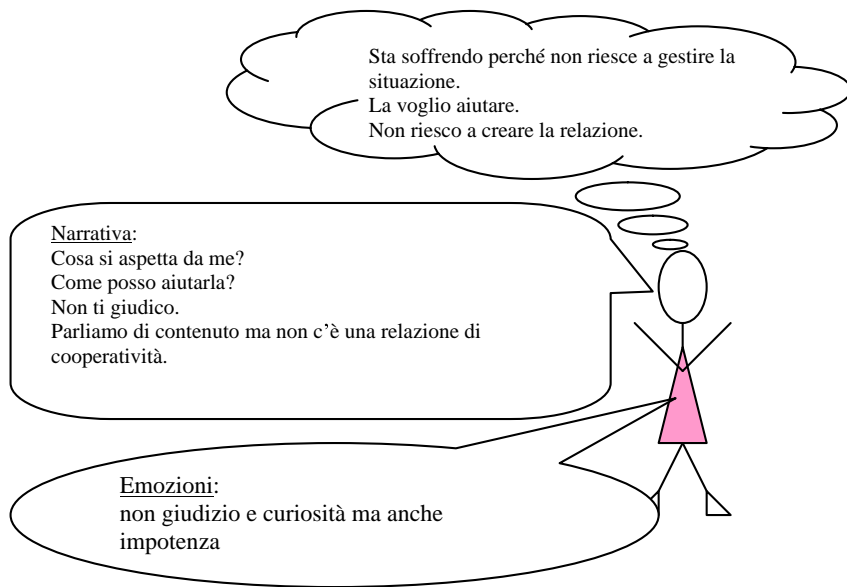 Sta soffrendo perché non riesce a gestire la
situazione.
La voglio aiutare.
Non riesco a creare la relazione.
Narrativa:
Cosa si aspetta da me?
Come posso aiutarla?
Non ti giudico.
Parliamo di contenuto ma non c’è una relazione di
cooperatività.
Emozioni:
non giudizio e curiosità ma anche
impotenza